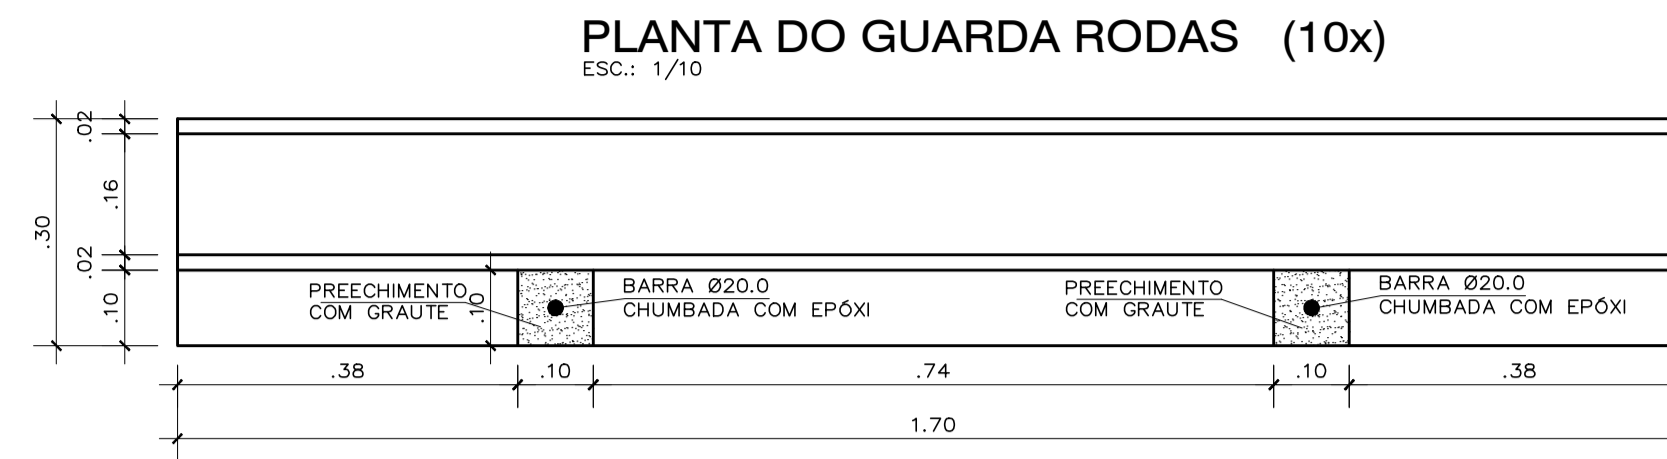 PLANTA DO GUARDA RODAS (10x)
ESC.: 1/10
.02
.16
.30
.02
.10
PREECHIMENTO
COM GRAUTE
.10
BARRA Ø20.0
CHUMBADA COM EPÓXI
PREECHIMENTO
COM GRAUTE
BARRA Ø20.0
CHUMBADA COM EPÓXI
.38
.10
.74
.10
.38
1.70